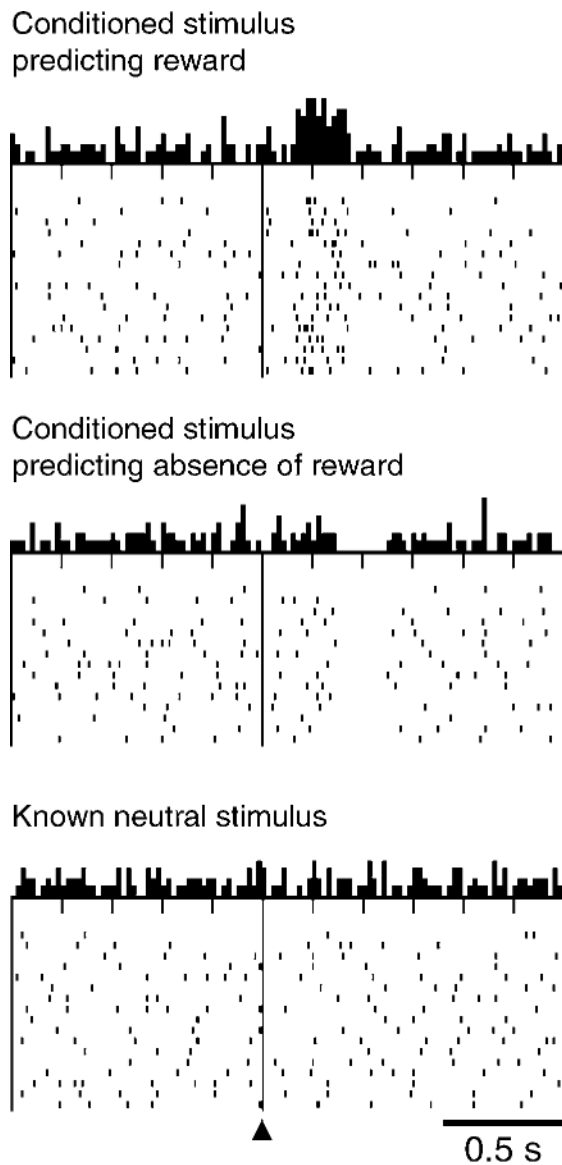 Conditioned stimulus
predicting reward
Conditioned stimulus
predicting absence of reward
Known neutral stimulus
0.5 s